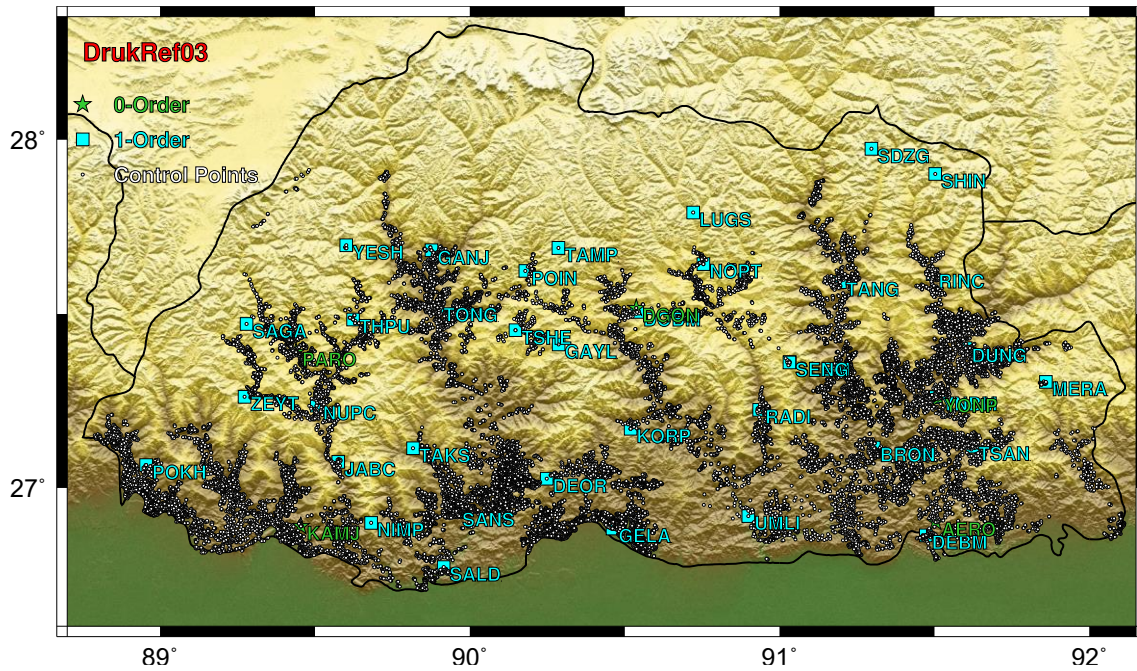 DrukRef03
0-Order
28° 1-Order
Control Points
SDZG
SHIN
LUGS
YESH
GANJ
TAMP
POIN
NOPT
TANG
RINC
SAGA
THPU
TONG
DGON
TSHE
GAYL
PARO
DUNG
SENG
MERA
ZEYT
NUPC
RADI
KORP
TAKS
BRON
TSAN
27°
POKH
JABC
DEOR
KAMJ
NIMP
SANS
GELA
UMLI
AERO
DEBM
SALD
89° 90° 91° 92°